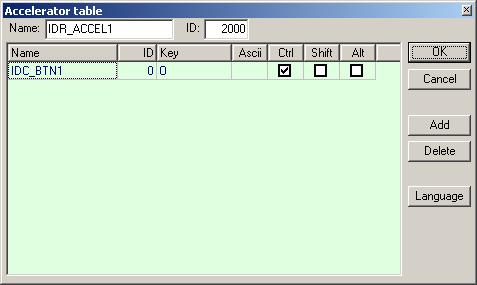 Accelerator table
Name: IDR_ACCEL1 ID: 2000
Name ID Key Ascii Ctrl Shift Alt
IDC_BTN1 0 O
OK
Cancel
Add
Delete
Language